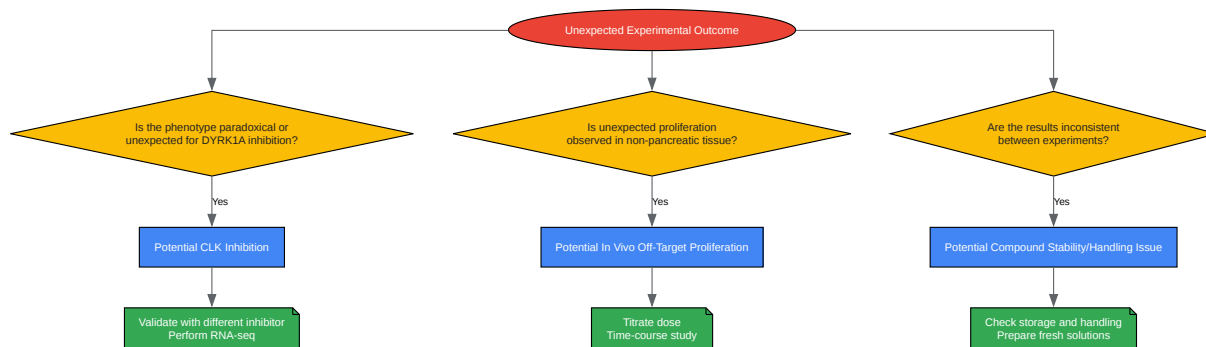 Unexpected Experimental Outcome
Is the phenotype paradoxical or
unexpected for DYRK1A inhibition?
Is unexpected proliferation
observed in non-pancreatic tissue?
Are the results inconsistent
between experiments?
Yes
Yes
Yes
Potential CLK Inhibition
Potential In Vivo Off-Target Proliferation
Potential Compound Stability/Handling Issue
Validate with different inhibitor
Perform RNA-seq
Titrate dose
Time-course study
Check storage and handling
Prepare fresh solutions